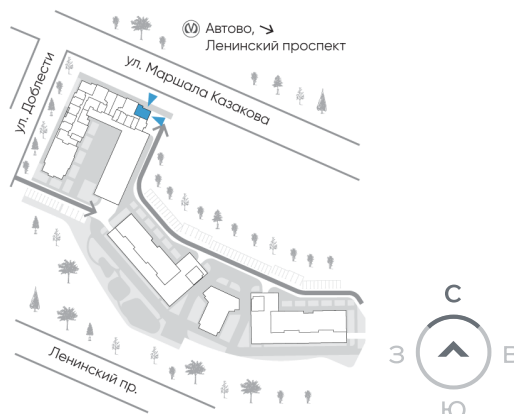 Автово, ↘
Ленинский проспект
ул. Маршала Казакова
ул. Доблести
Ленинский пр.
С
З
В
Ю